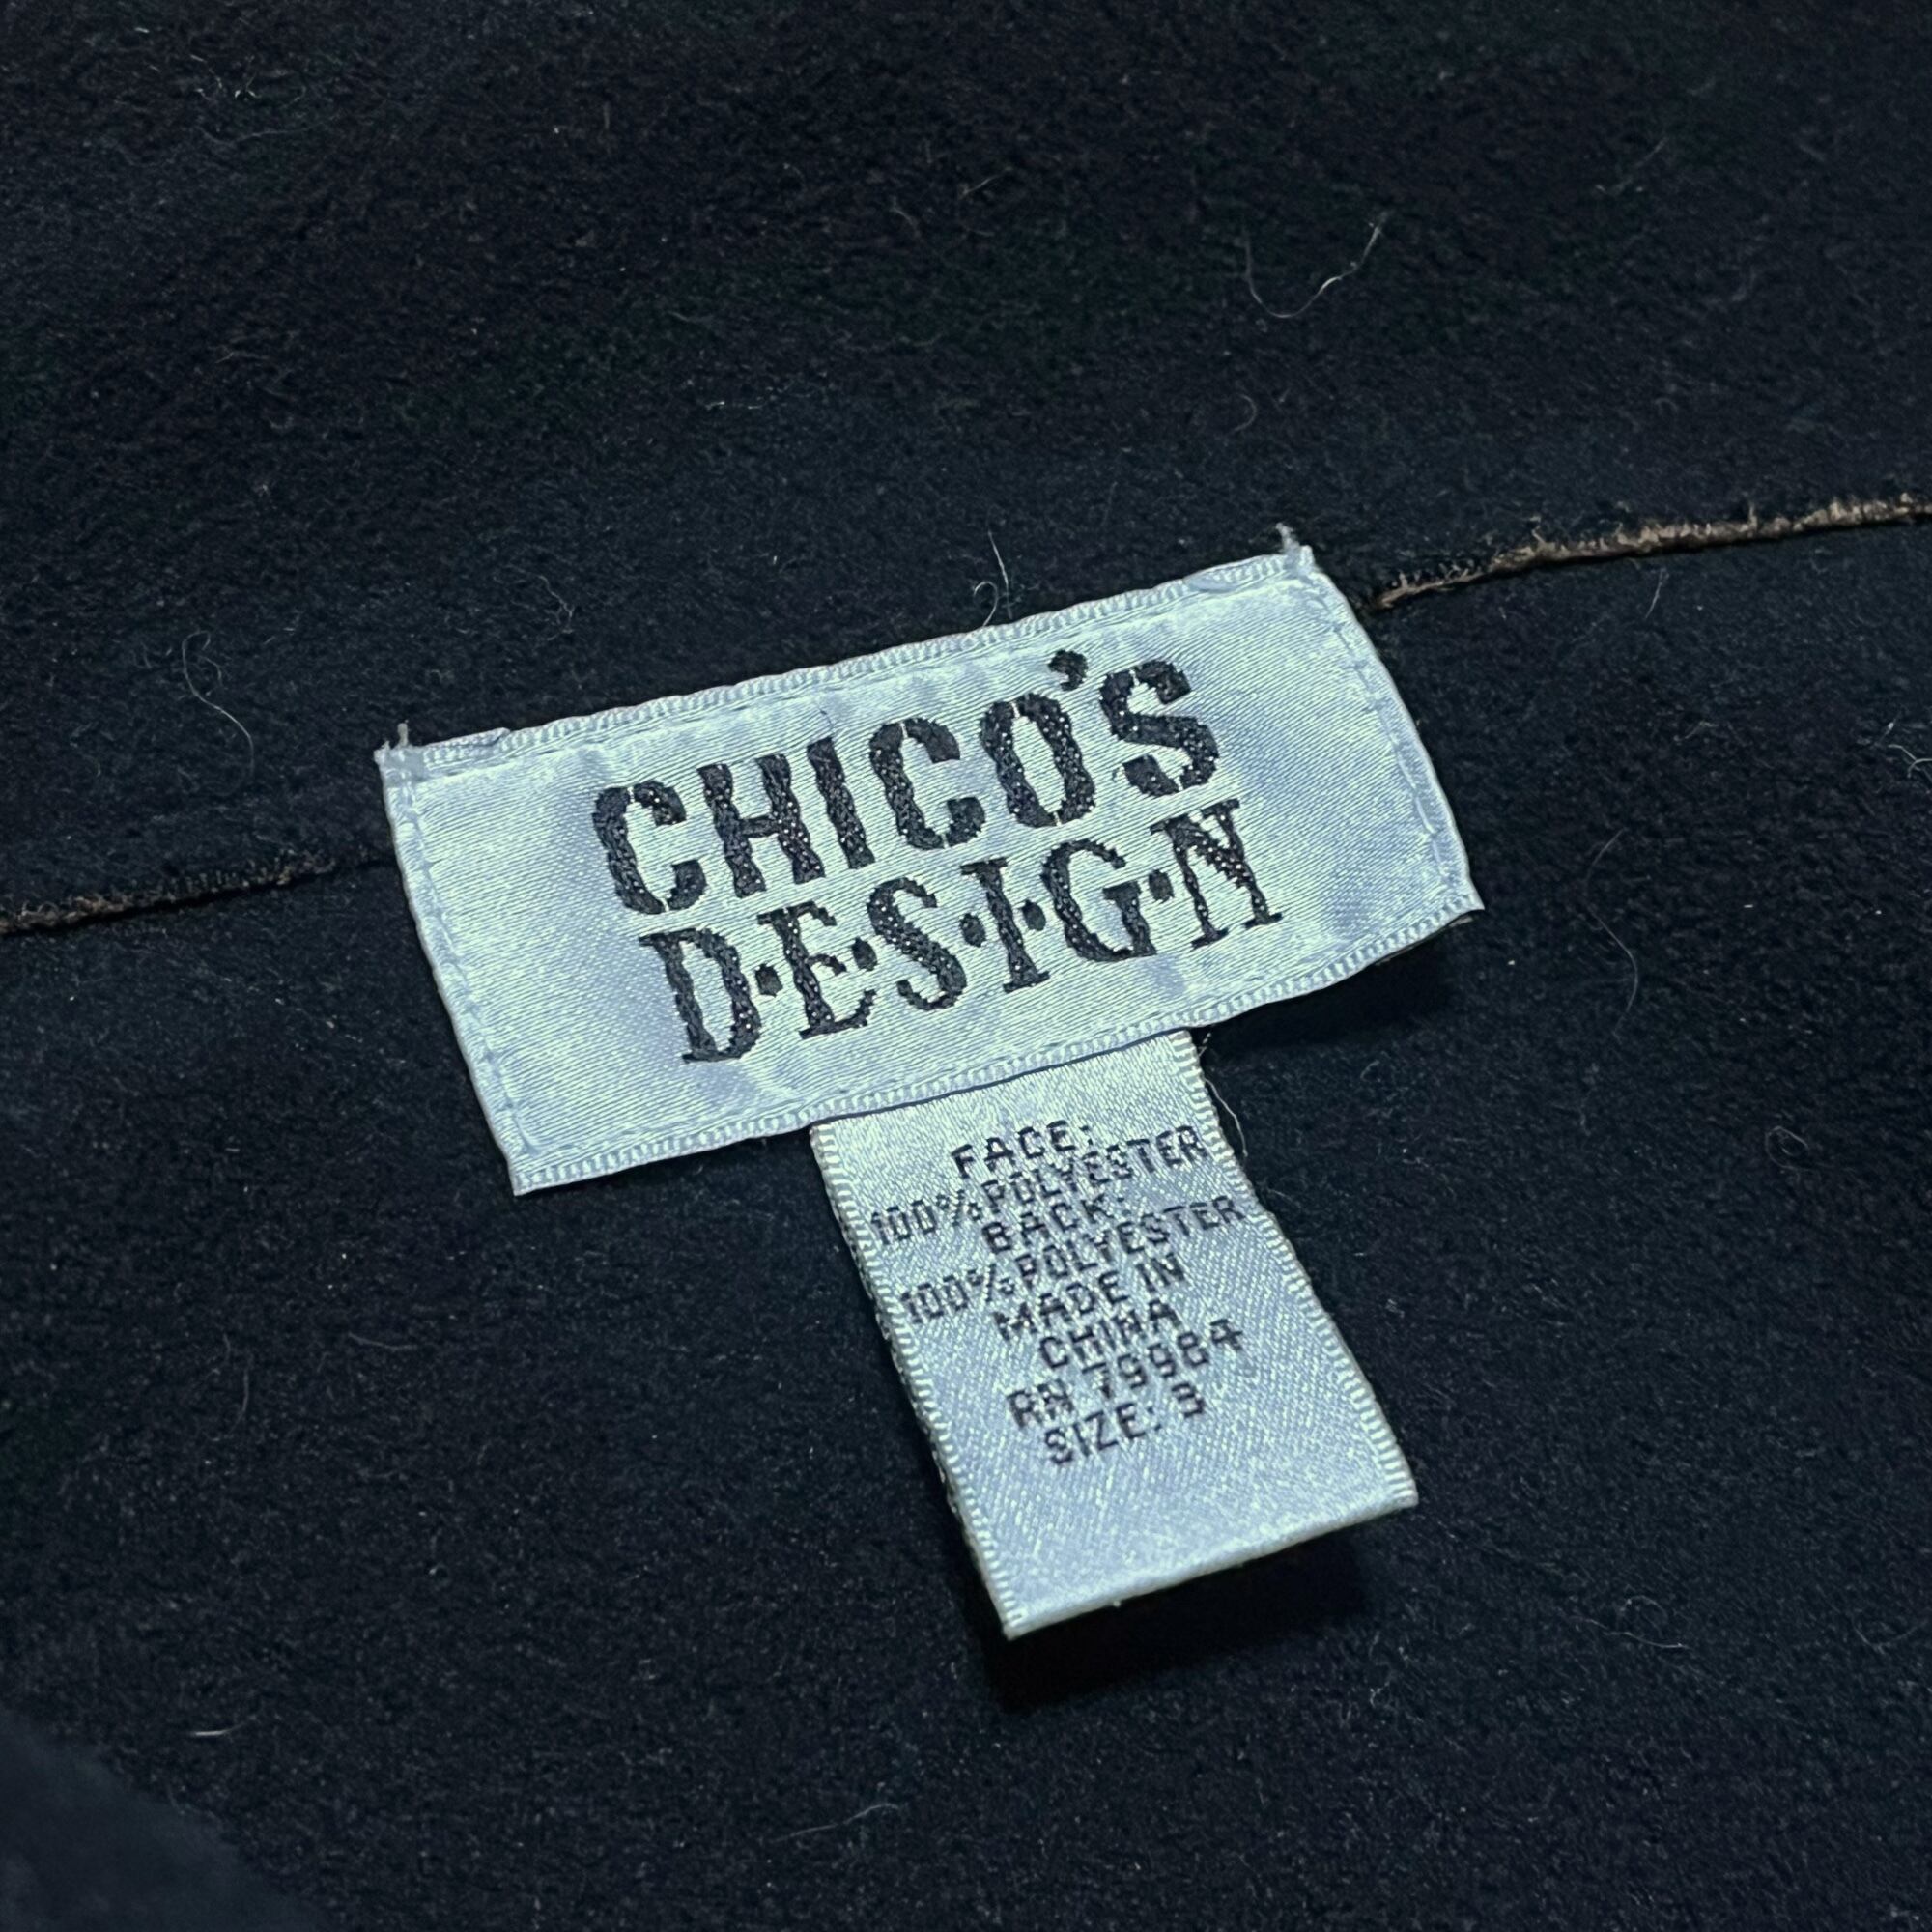 CHICO'S
D·E·S·I·G·N
FACE:
100%POLYESTER
BACK:
100%POLYESTER
MADE IN
CHINA
RN 79984
SIZE: 3